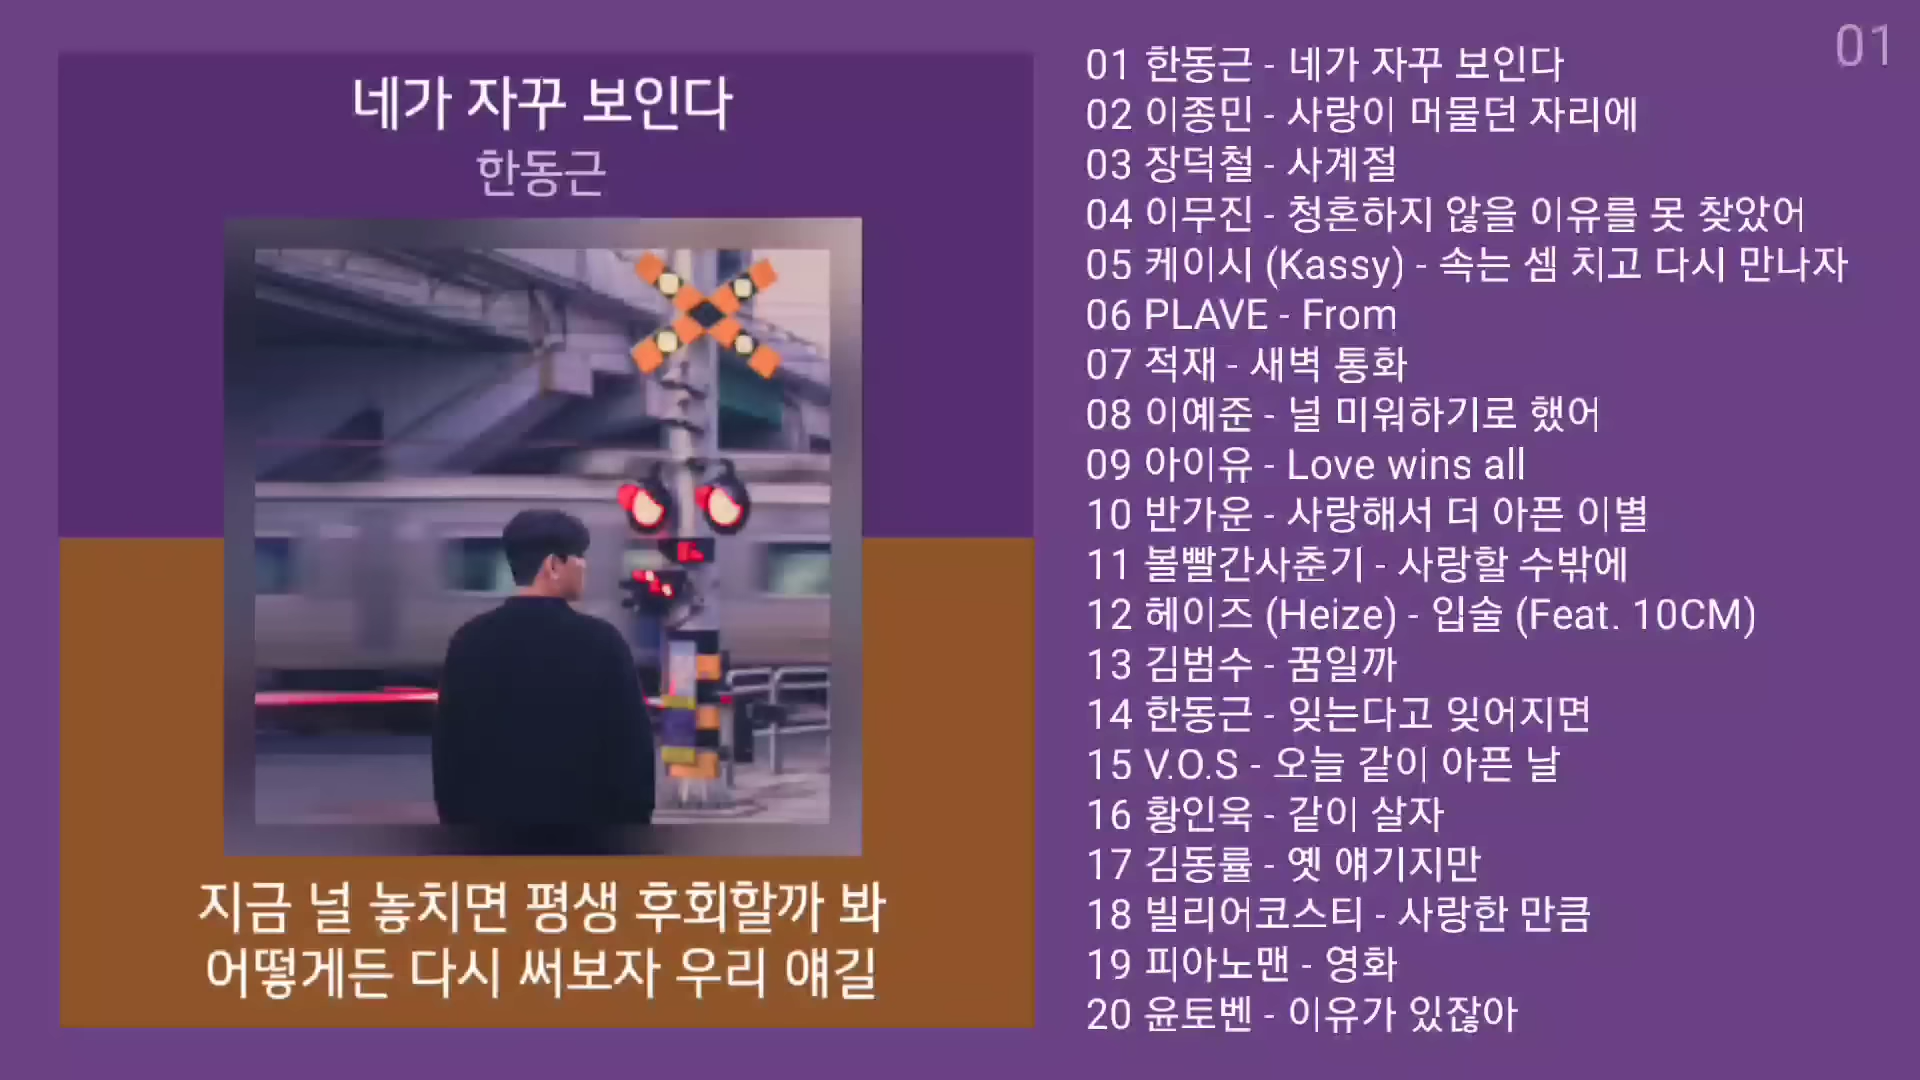 네가 자꾸 보인다
한동근
지금 널 놓치면 평생 후회할까 봐
어떻게든 다시 써보자 우리 얘길
01
01 한동근 - 네가 자꾸 보인다
02 이종민 - 사랑이 머물던 자리에
03 장덕철 - 사계절
04 이무진 - 청혼하지 않을 이유를 못 찾았어
05 케이시 (Kassy) - 속는 셈 치고 다시 만나자
06 PLAVE - From
07 적재 - 새벽 통화
08 이예준 - 널 미워하기로 했어
09 아이유 - Love wins all
10 반가운 - 사랑해서 더 아픈 이별
11 볼빨간사춘기 - 사랑할 수밖에
12 헤이즈 (Heize) - 입술 (Feat. 10CM)
13 김범수 - 꿈일까
14 한동근 - 잊는다고 잊어지면
15 V.O.S - 오늘 같이 아픈 날
16 황인욱 - 같이 살자
17 김동률 - 옛 얘기지만
18 빌리어코스티 - 사랑한 만큼
19 피아노맨 - 영화
20 윤토벤 - 이유가 있잖아